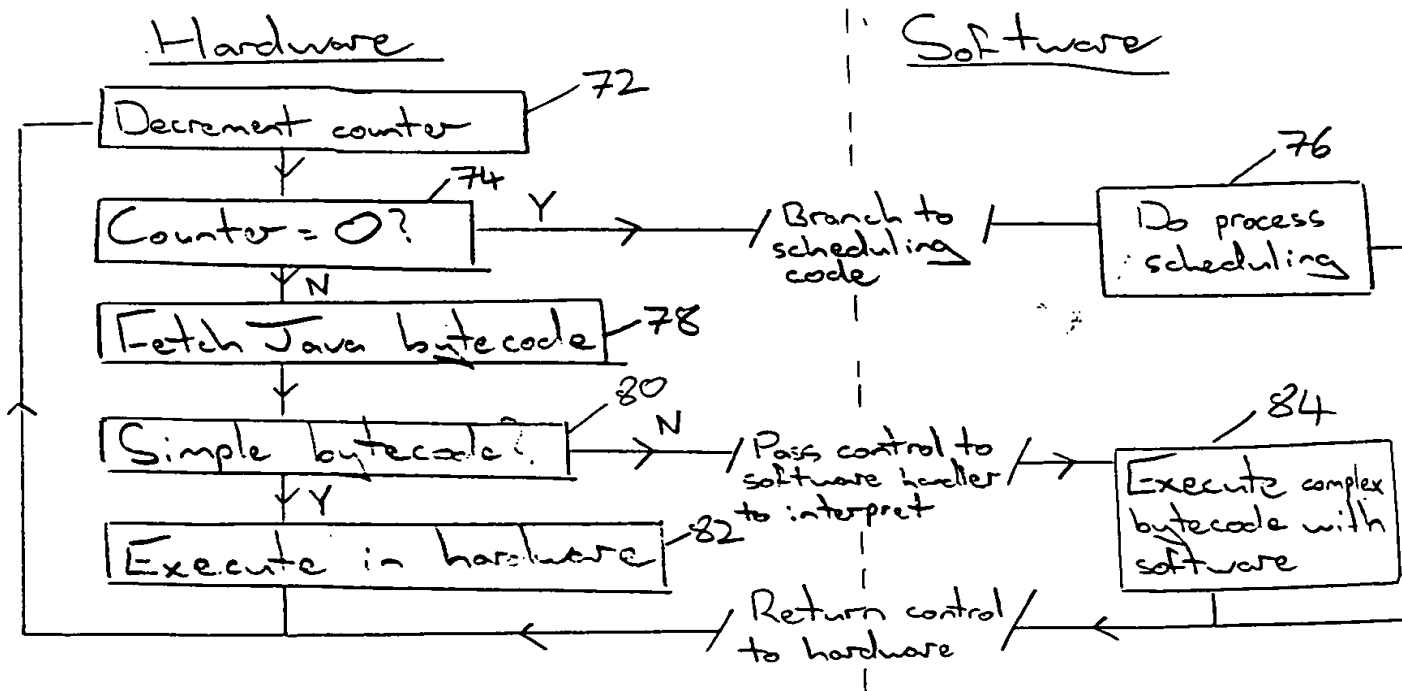 Hardware
Software
72
Decrement counter
74
76
Counter = 0?
Y
Branch to
scheduling
code
Do process
scheduling
N
Fetch Java bytecode
78
80
Simple bytecode?
N
Pass control to
software handler
to interpret
84
Execute complex
bytecode with
software
Y
82
Execute in hardware
Return control
to hardware